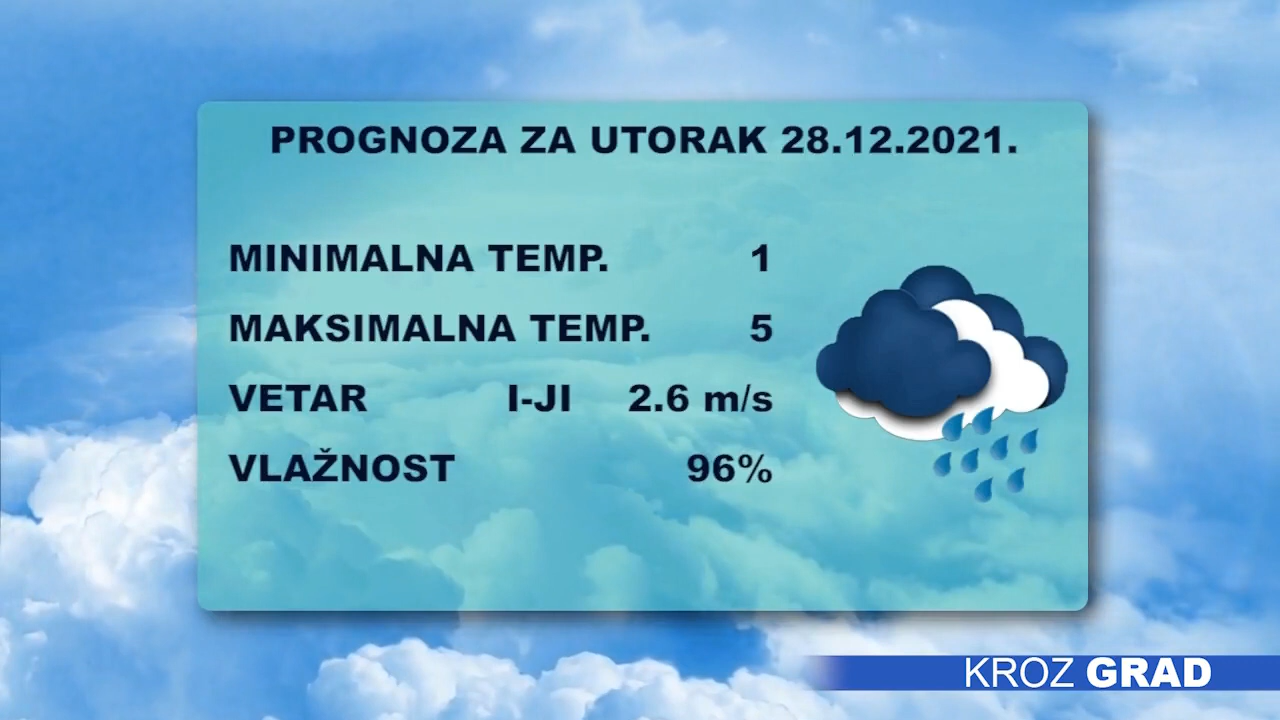 PROGNOZA ZA UTORAK 28.12.2021.
MINIMALNA TEMP. 1
MAKSIMALNA TEMP. 5
VETAR I-JI 2.6 m/s
VLAŽNOST 96%
KROZ GRAD